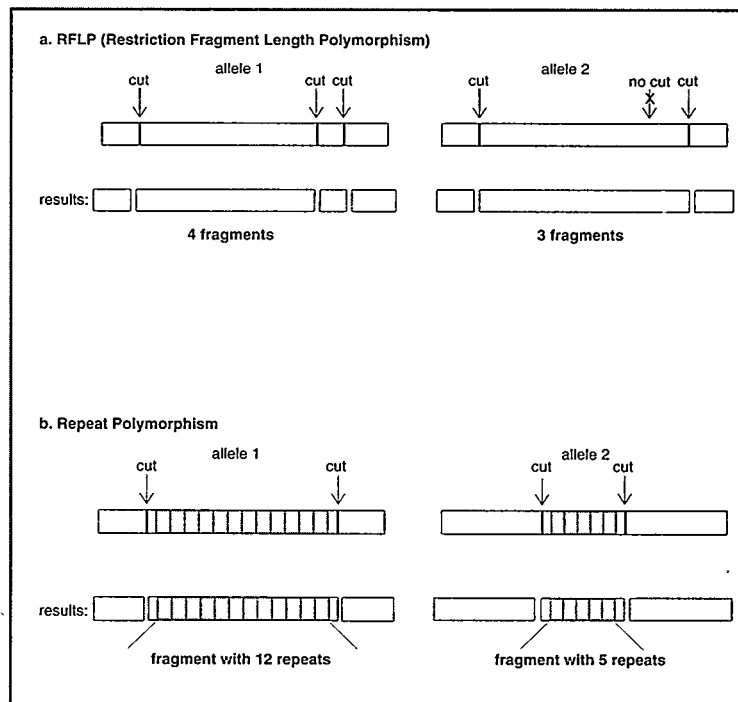 a. RFLP (Restriction Fragment Length Polymorphism)
allele 1
allele 2
cut
cut cut
cut
no cut cut
results:
4 fragments
3 fragments
b. Repeat Polymorphism
allele 1
allele 2
cut
cut
cut
cut
results:
fragment with 12 repeats
fragment with 5 repeats